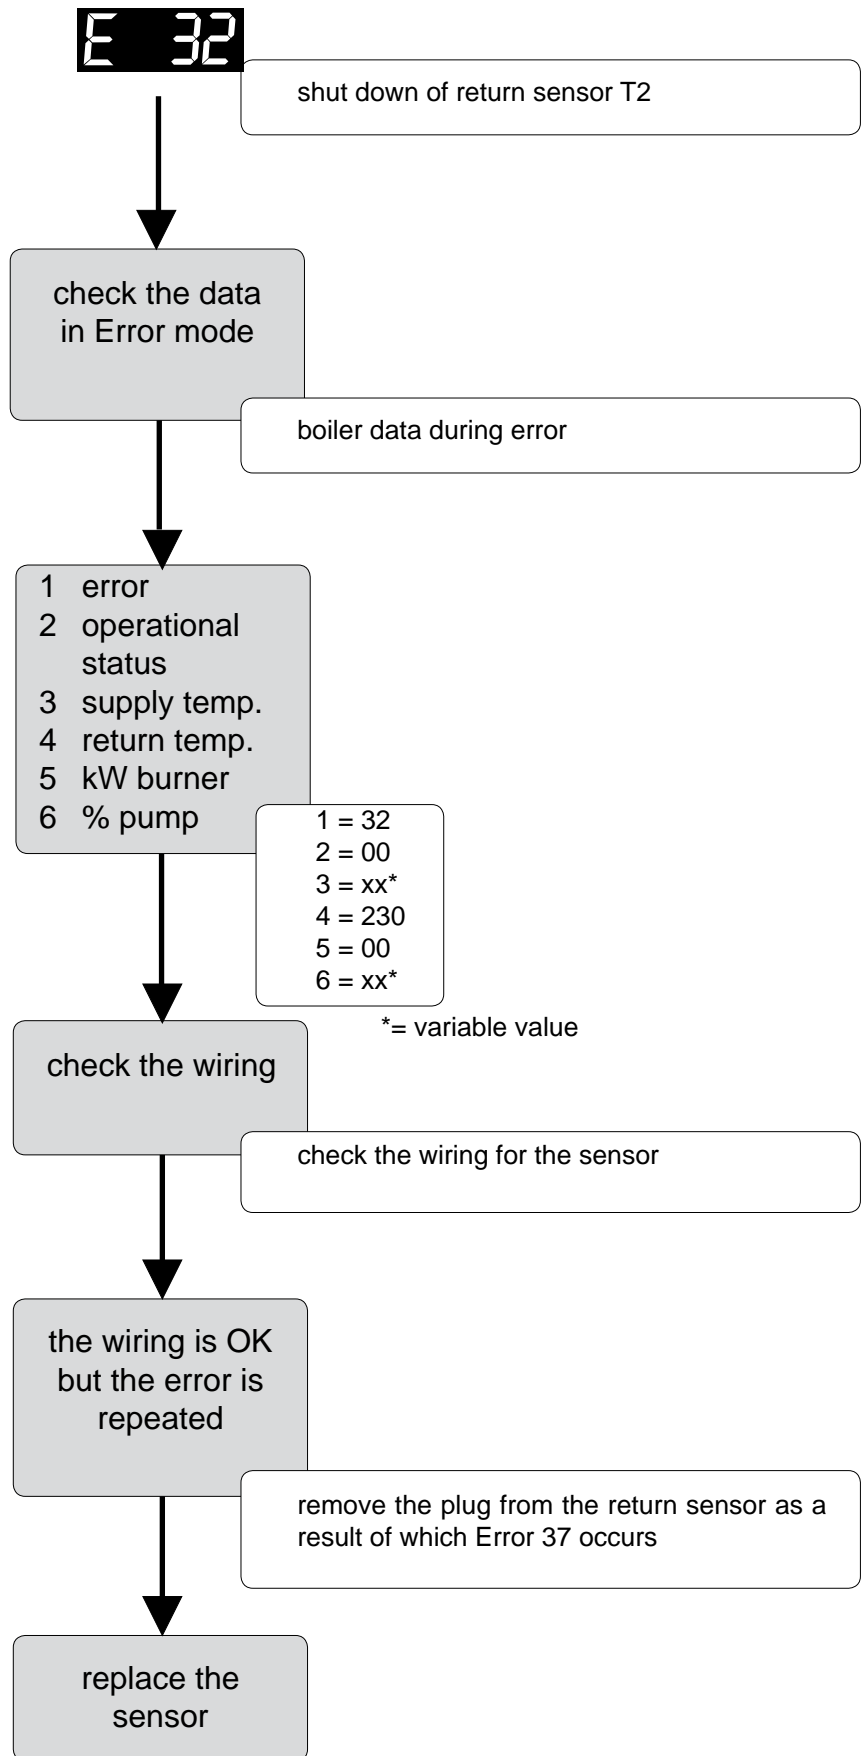 E 32
shut down of return sensor T2
check the data
in Error mode
boiler data during error
1 error
2 operational
status
3 supply temp.
4 return temp.
5 kW burner
6 % pump
1 = 32
2 = 00
3 = xx*
4 = 230
5 = 00
6 = xx*
*= variable value
check the wiring
check the wiring for the sensor
the wiring is OK
but the error is
repeated
remove the plug from the return sensor as a
result of which Error 37 occurs
replace the
sensor